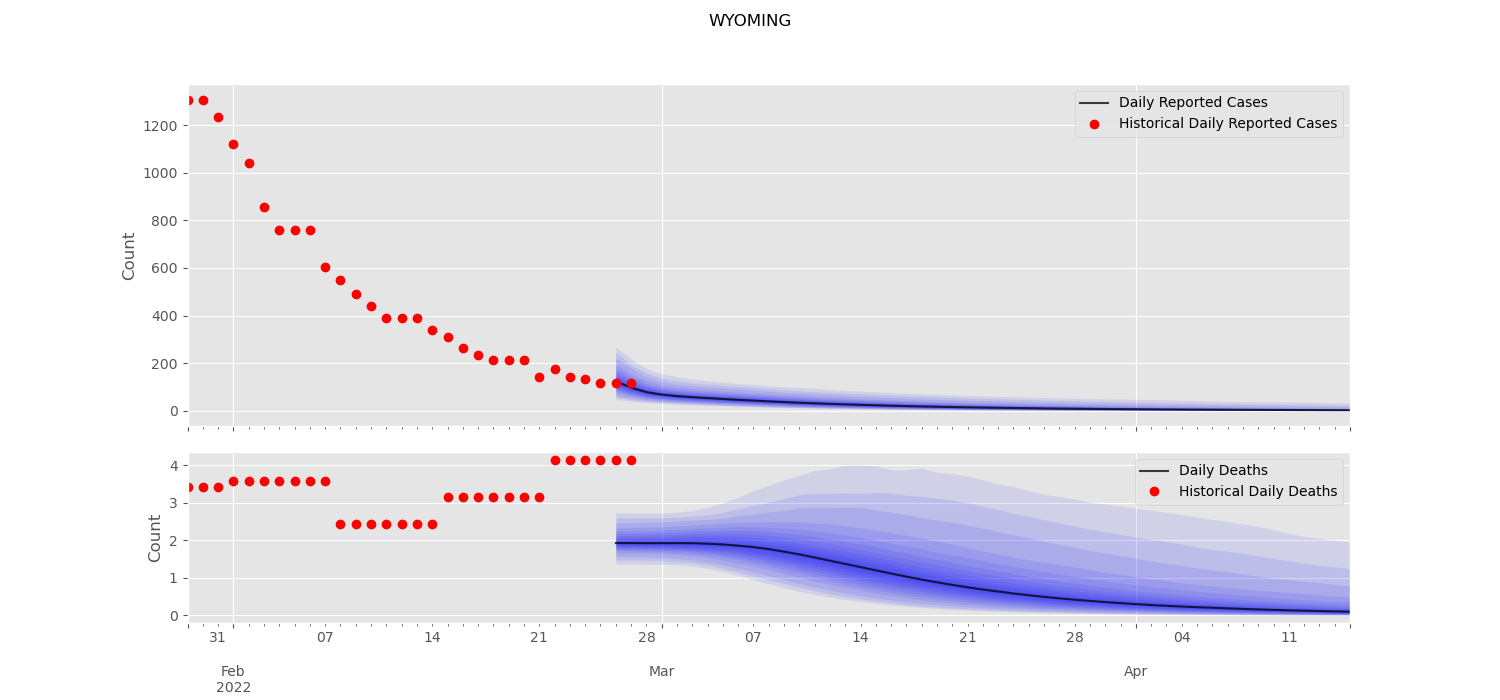 WYOMING
Daily Reported Cases
Historical Daily Reported Cases
Count
1200
1000
800
600
400
200
0
Daily Deaths
Historical Daily Deaths
Count
4
3
2
1
0
31 07 14 21 28 07 14 21 28 04 11
Feb Mar Apr
2022